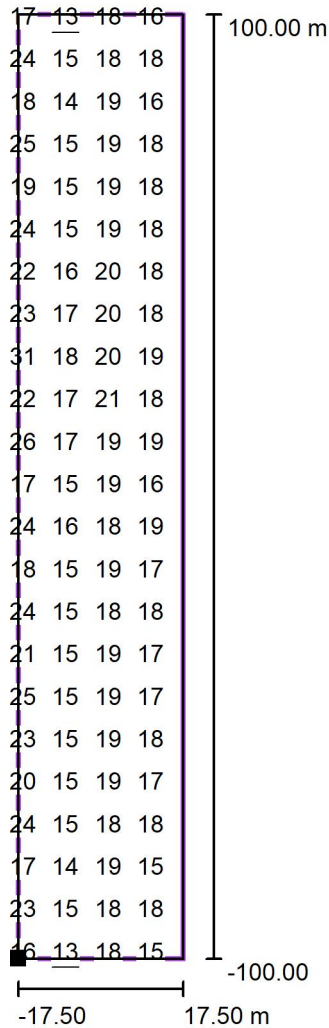 17 13 18 16
100.00 m
24 15 18 18
18 14 19 16
25 15 19 18
19 15 19 18
24 15 19 18
22 16 20 18
23 17 20 18
31 18 20 19
22 17 21 18
26 17 19 19
17 15 19 16
24 16 18 19
18 15 19 17
24 15 18 18
21 15 19 17
25 15 19 17
23 15 19 18
20 15 19 17
24 15 18 18
17 14 19 15
23 15 18 18
16 13 18 15
-100.00
-17.50 17.50 m